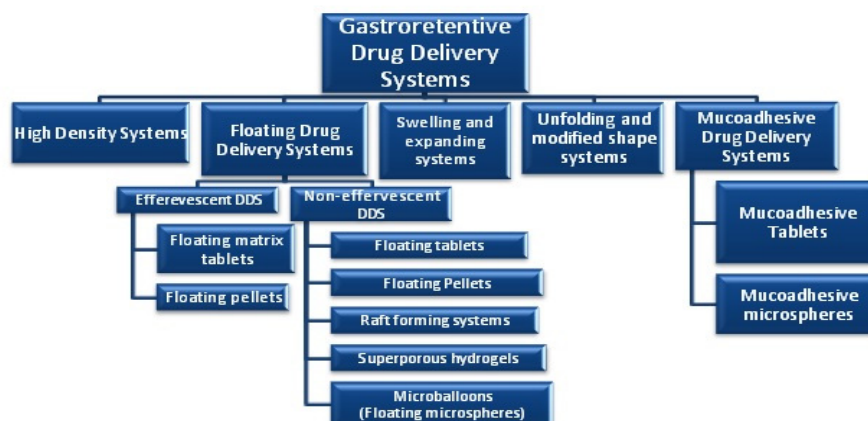 Gastroretentive
Drug Delivery
Systems
High Density Systems
Floating Drug
Delivery Systems
Swelling and
expanding
systems
Unfolding and
modified shape
systems
Mucoadhesive
Drug Delivery
Systems
Efferevescent DDS
Non-effervescent
DDS
Floating matrix
tablets
Floating pellets
Floating tablets
Floating Pellets
Raft forming systems
Superporous hydrogels
Microballoons
(Floating microspheres)
Mucoadhesive
Tablets
Mucoadhesive
microspheres